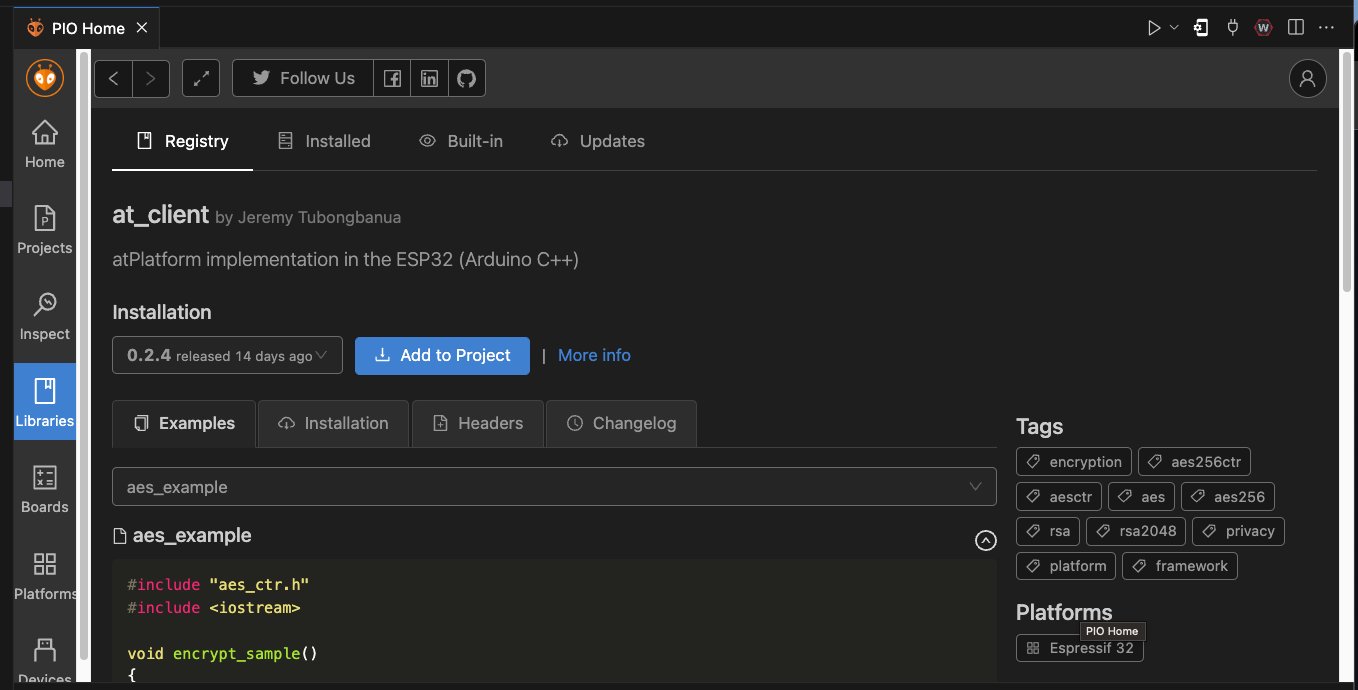 PIO Home
W
Follow Us
Home
Projects
Inspect
Libraries
Boards
Platforms
Devices
Registry
Installed
Built-in
Updates
at_client by Jeremy Tubongbanua
atPlatform implementation in the ESP32 (Arduino C++)
Installation
0.2.4 released 14 days ago
Add to Project
| More info
Examples
Installation
Headers
Changelog
aes_example
aes_example
#include "aes_ctr.h"
#include <iostream>
void encrypt_sample()
{
Tags
encryption
aes256ctr
aesctr
aes
aes256
rsa
rsa2048
privacy
platform
framework
Platforms
PIO Home
Espressif 32